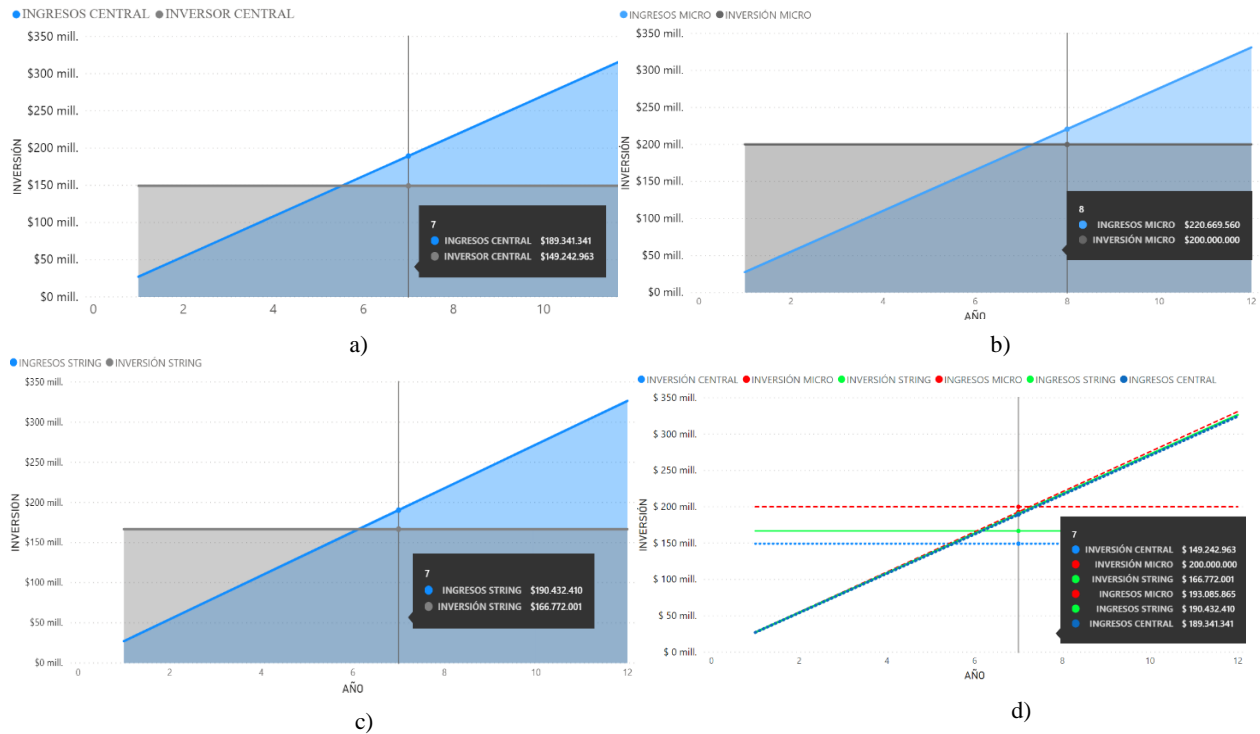 INGRESOS CENTRAL INVERSOR CENTRAL
$350 mill.
$300 mill.
$250 mill.
$200 mill.
$150 mill.
$100 mill.
$50 mill.
$0 mill.
INVERSIÓN
0 2 4 6 8 10
7
INGRESOS CENTRAL $189.341.341
INVERSOR CENTRAL $149.242.963
a)
INGRESOS MICRO INVERSIÓN MICRO
$350 mill.
$300 mill.
$250 mill.
$200 mill.
$150 mill.
$100 mill.
$50 mill.
$0 mill.
INVERSIÓN
0 2 4 6 8 10 12
AÑO
8
INGRESOS MICRO $220.669.560
INVERSIÓN MICRO $200.000.000
b)
INGRESOS STRING INVERSIÓN STRING
$350 mill.
$300 mill.
$250 mill.
$200 mill.
$150 mill.
$100 mill.
$50 mill.
$0 mill.
INVERSIÓN
0 2 4 6 8 10 12
AÑO
7
INGRESOS STRING $190.432.410
INVERSIÓN STRING $166.772.001
c)
INVERSIÓN CENTRAL INVERSIÓN MICRO INVERSIÓN STRING INGRESOS MICRO INGRESOS STRING INGRESOS CENTRAL
$ 350 mill.
$ 300 mill.
$ 250 mill.
$ 200 mill.
$ 150 mill.
$ 100 mill.
$ 50 mill.
$ 0 mill.
INVERSIÓN
0 2 4 6 8 10 12
AÑO
7
INVERSIÓN CENTRAL $ 149.242.963
INVERSIÓN MICRO $ 200.000.000
INVERSIÓN STRING $ 166.772.001
INGRESOS MICRO $ 193.085.865
INGRESOS STRING $ 190.432.410
INGRESOS CENTRAL $ 189.341.341
d)